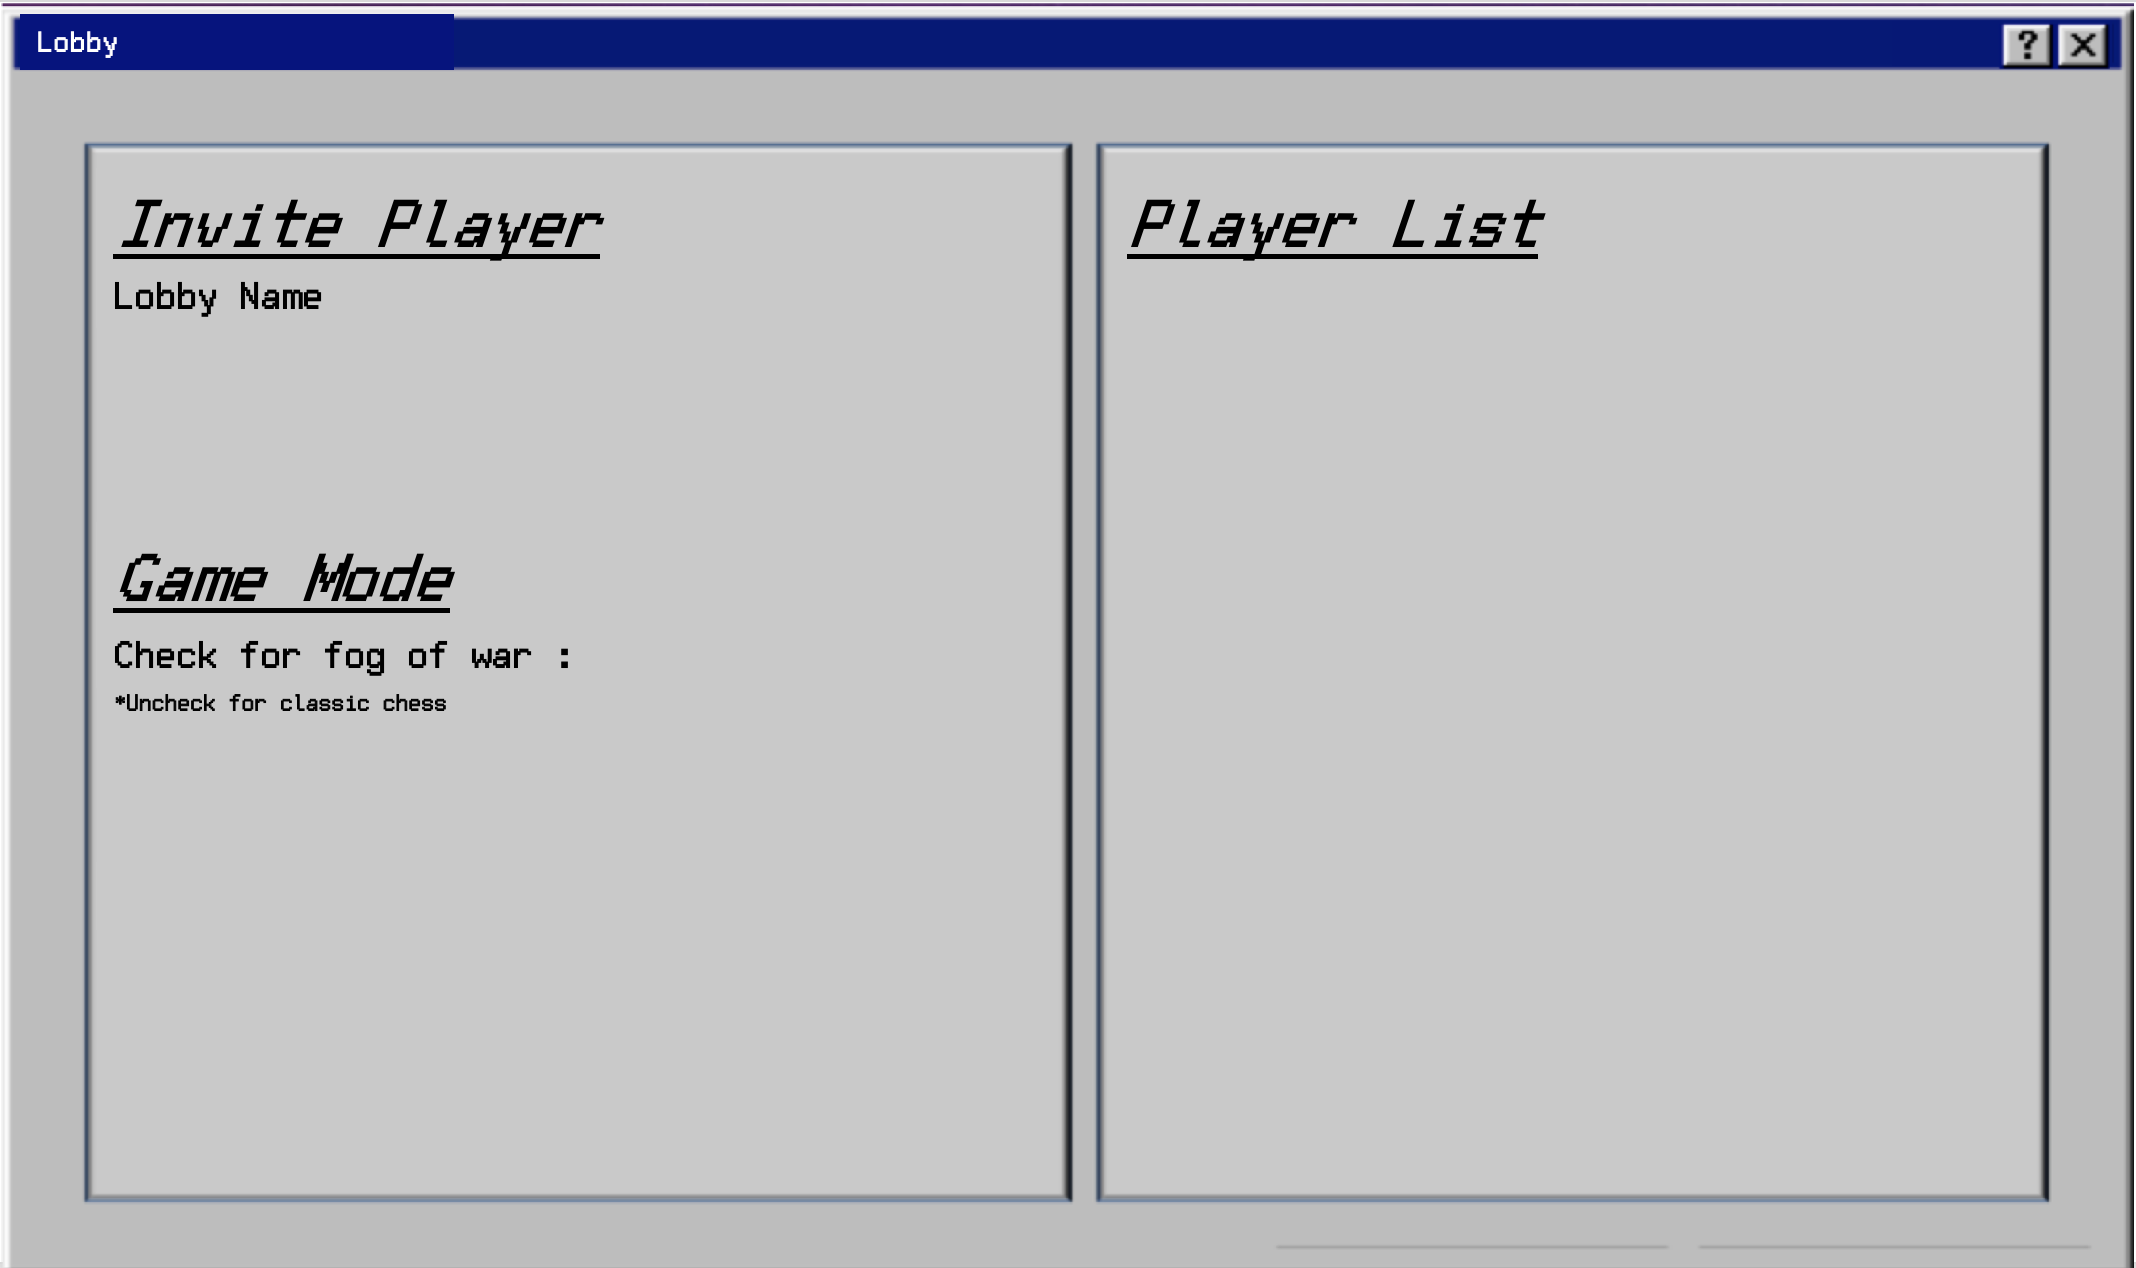 Lobby
? X
Invite Player
Lobby Name
Game Mode
Check for fog of war :
*Uncheck for classic chess
Player List